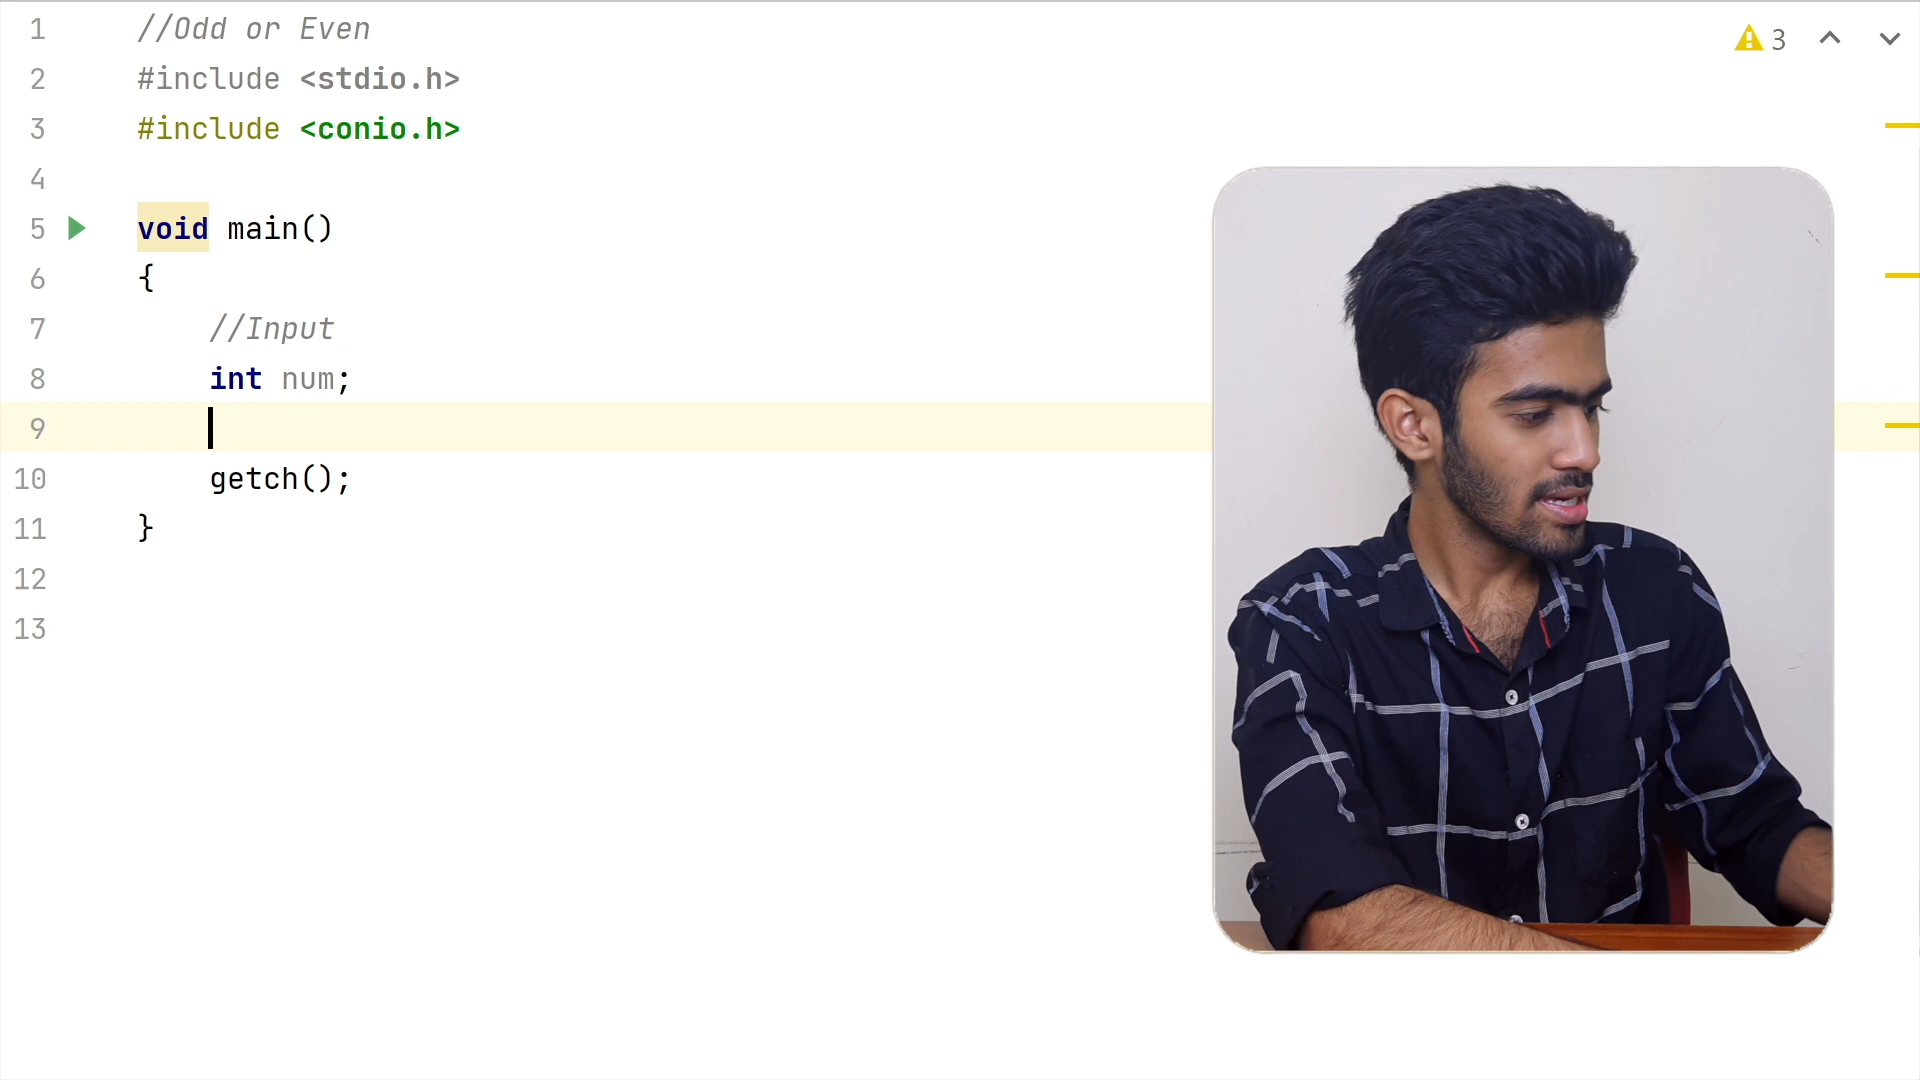 1 //Odd or Even
2 #include <stdio.h>
3 #include <conio.h>
4
5 void main()
6 {
7 //Input
8 int num;
9
10 getch();
11 }
12
13
3